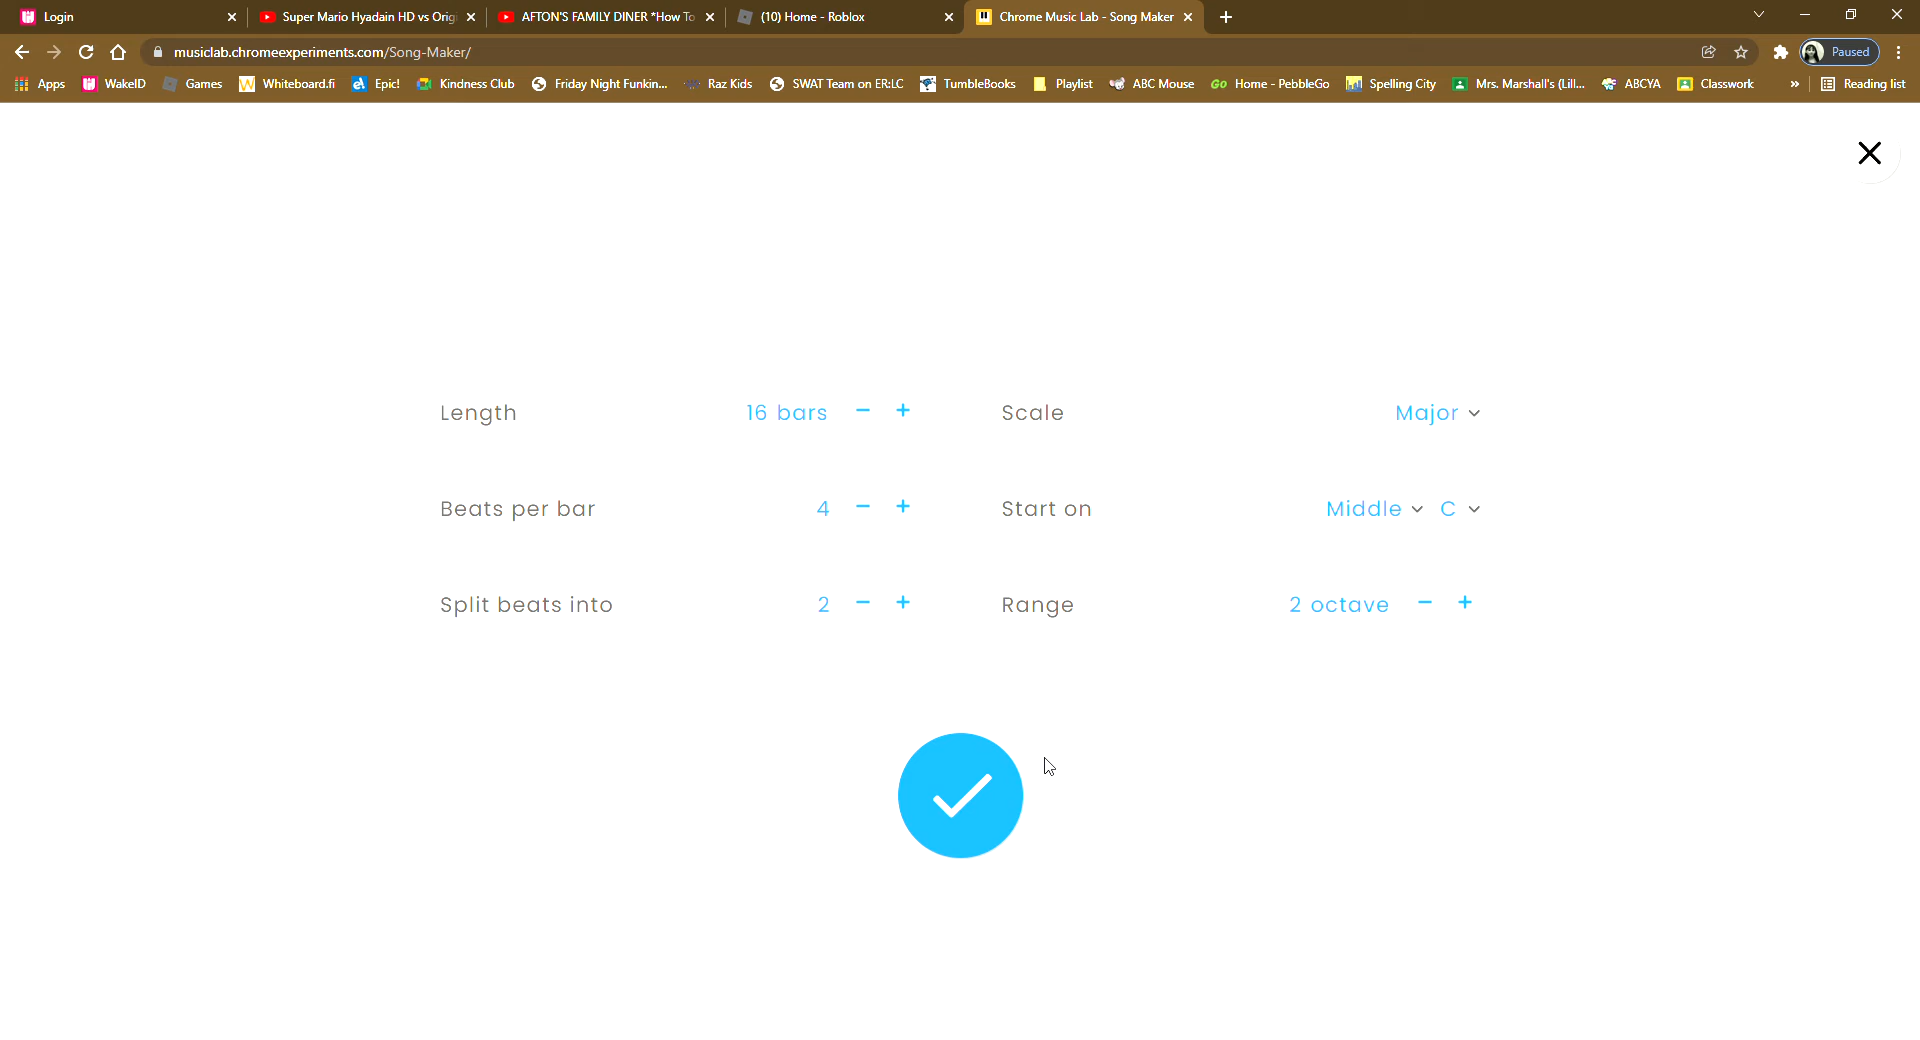 Login
Super Mario Hyadain HD vs Orig
AFTON'S FAMILY DINER *How To
(10) Home - Roblox
Chrome Music Lab - Song Maker
musiclab.chromeexperiments.com/Song-Maker/
Paused
Apps
WakeID
Games
Whiteboard.fi
Epic!
Kindness Club
Friday Night Funkin...
Raz Kids
SWAT Team on ER:LC
TumbleBooks
Playlist
ABC Mouse
Home - PebbleGo
Spelling City
Mrs. Marshall's (Lill...
ABCYA
Classwork
»
Reading list
Length 16 bars − + Scale Major
Beats per bar 4 − + Start on Middle C
Split beats into 2 − + Range 2 octave − +